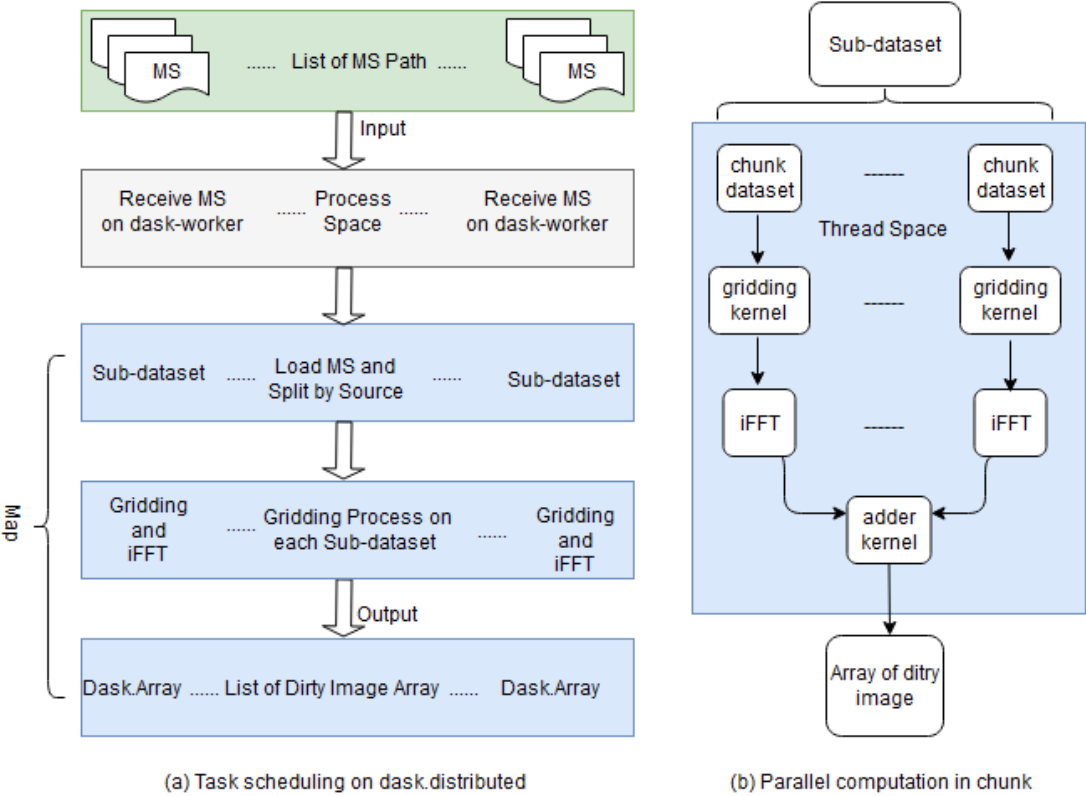 MS ...... List of MS Path ...... MS
Input
Receive MS
on dask-worker
...... Process ......
Space
Receive MS
on dask-worker
Map
Sub-dataset ...... Load MS and ...... Sub-dataset
Split by Source
Gridding
and
iFFT
...... Gridding Process on ......
each Sub-dataset
Gridding
and
iFFT
Output
Dask.Array ...... List of Dirty Image Array ...... Dask.Array
(a) Task scheduling on dask.distributed
Sub-dataset
chunk
dataset
------
chunk
dataset
Thread Space
gridding
kernel
------
gridding
kernel
iFFT ------ iFFT
adder
kernel
Array of ditry
image
(b) Parallel computation in chunk